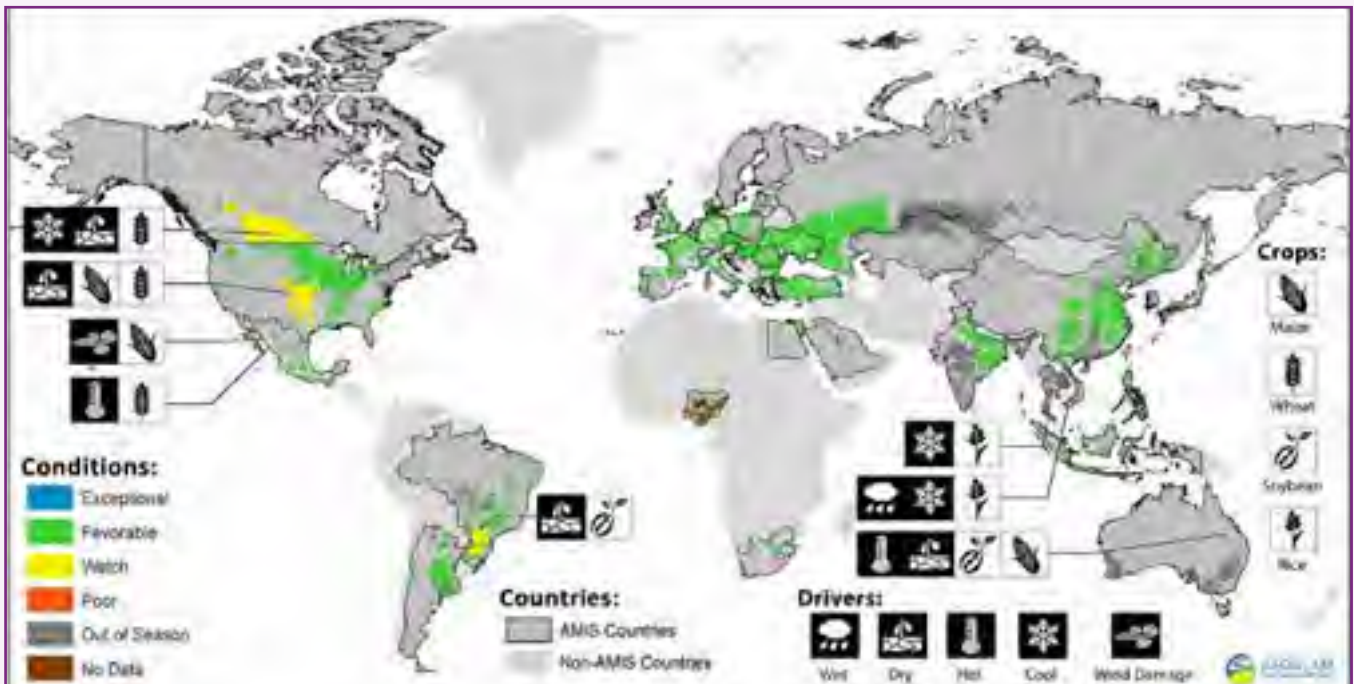 Crops:
Maize
Wheat
Soybean
Rice
Conditions:
Exceptional
Favorable
Watch
Poor
Out of Season
No Data
Countries:
AMIS Countries
Non-AMIS Countries
Drivers:
Wet
Dry
Hot
Cool
Wind Damage